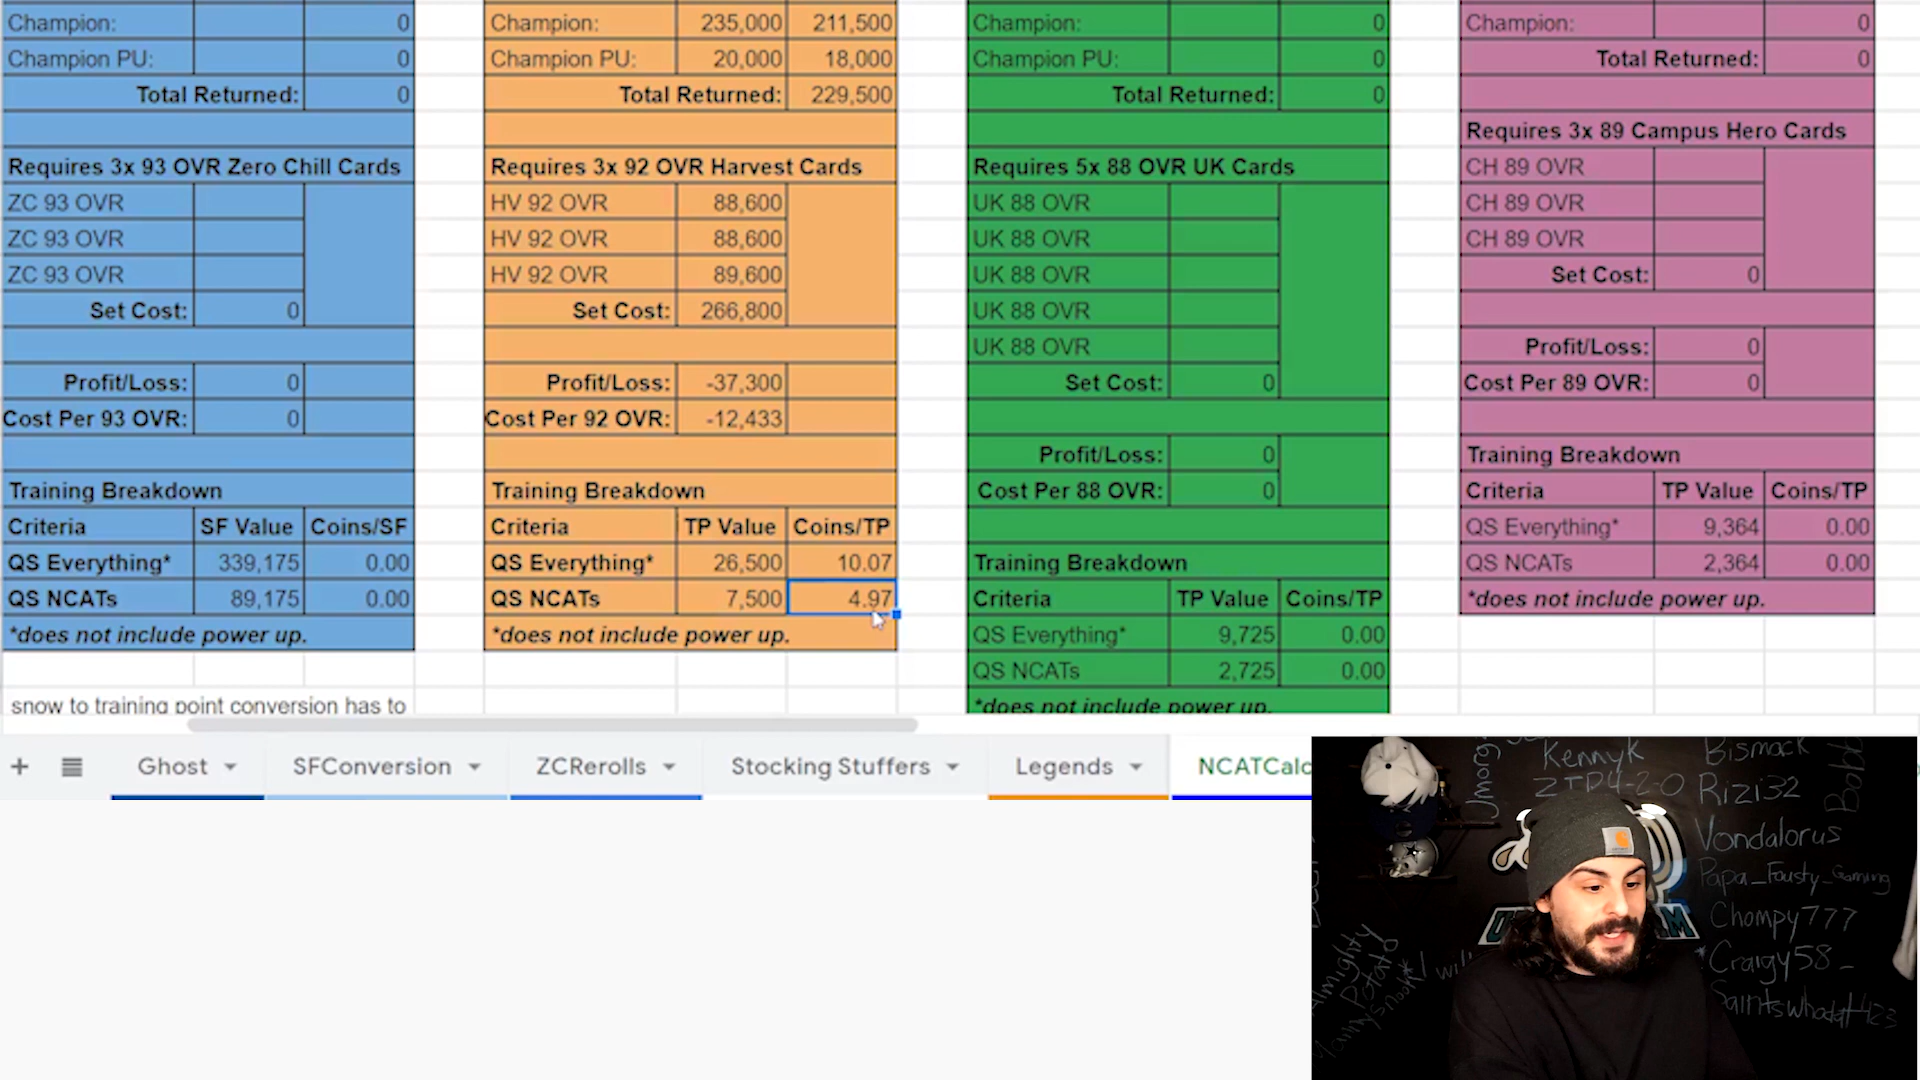 Champion: 0
Champion PU: 0
Total Returned: 0
Requires 3x 93 OVR Zero Chill Cards
ZC 93 OVR
ZC 93 OVR
ZC 93 OVR
Set Cost: 0
Profit/Loss: 0
Cost Per 93 OVR: 0
Training Breakdown
Criteria SF Value Coins/SF
QS Everything* 339,175 0.00
QS NCATs 89,175 0.00
*does not include power up.
snow to training point conversion has to
Champion: 235,000 211,500
Champion PU: 20,000 18,000
Total Returned: 229,500
Requires 3x 92 OVR Harvest Cards
HV 92 OVR 88,600
HV 92 OVR 88,600
HV 92 OVR 89,600
Set Cost: 266,800
Profit/Loss: -37,300
Cost Per 92 OVR: -12,433
Training Breakdown
Criteria TP Value Coins/TP
QS Everything* 26,500 10.07
QS NCATs 7,500 4.97
*does not include power up.
Champion: 0
Champion PU: 0
Total Returned: 0
Requires 5x 88 OVR UK Cards
UK 88 OVR
UK 88 OVR
UK 88 OVR
UK 88 OVR
UK 88 OVR
Set Cost: 0
Profit/Loss: 0
Cost Per 88 OVR: 0
Training Breakdown
Criteria TP Value Coins/TP
QS Everything* 9,725 0.00
QS NCATs 2,725 0.00
*does not include power up.
Champion: 0
Total Returned: 0
Requires 3x 89 Campus Hero Cards
CH 89 OVR
CH 89 OVR
CH 89 OVR
Set Cost: 0
Profit/Loss: 0
Cost Per 89 OVR: 0
Training Breakdown
Criteria TP Value Coins/TP
QS Everything* 9,364 0.00
QS NCATs 2,364 0.00
*does not include power up.
+ Ghost SFConversion ZCRerolls Stocking Stuffers Legends NCATCalc
Kennyk
ZTP4-2-0
Bismack
Rizi32
Vondalorus
Papa_Fousty_Gaming
Chompy777
Craigy58_
Almighty
Potato
I will